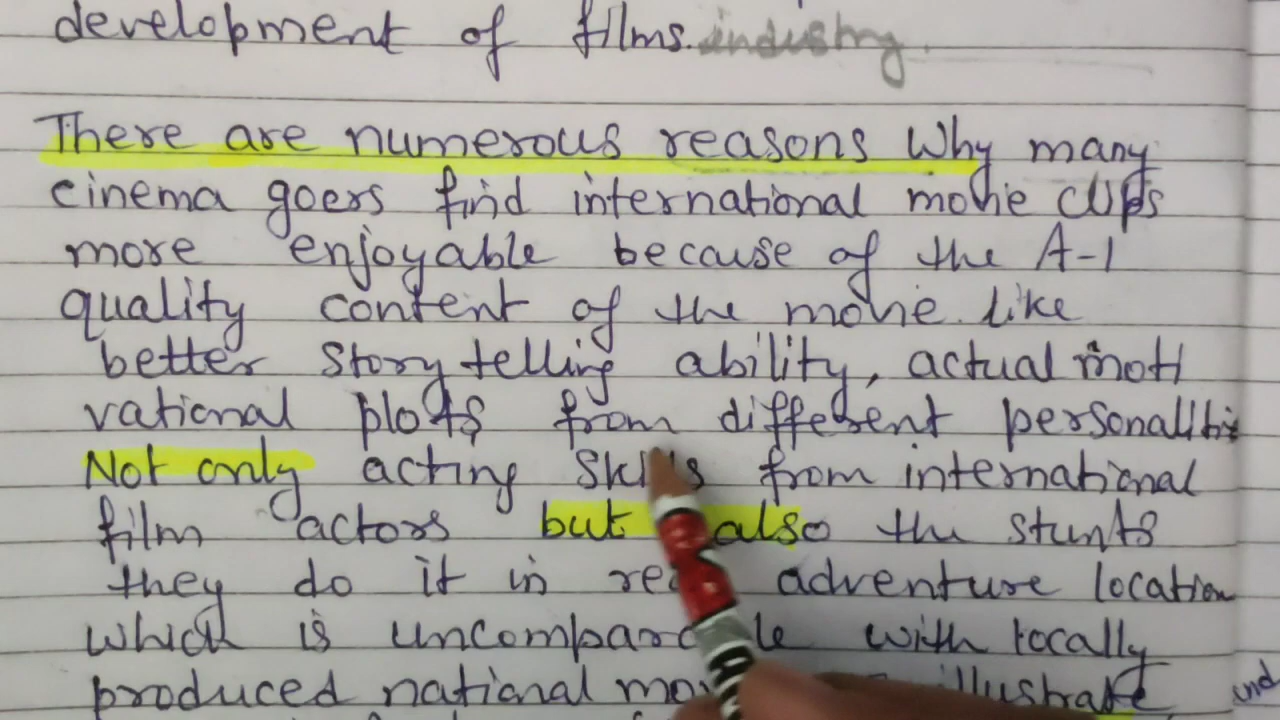 development of films. industry.
There are numerous reasons why many
cinema goers find international movie clips
more enjoyable because of the A-1
quality content of the movie. like
better story telling ability, actual moti
vational plots from different personalities
Not only acting skills from international
film actors but also the stunts
they do it in real adventure location
which is uncomparable with locally
produced national illustrate and